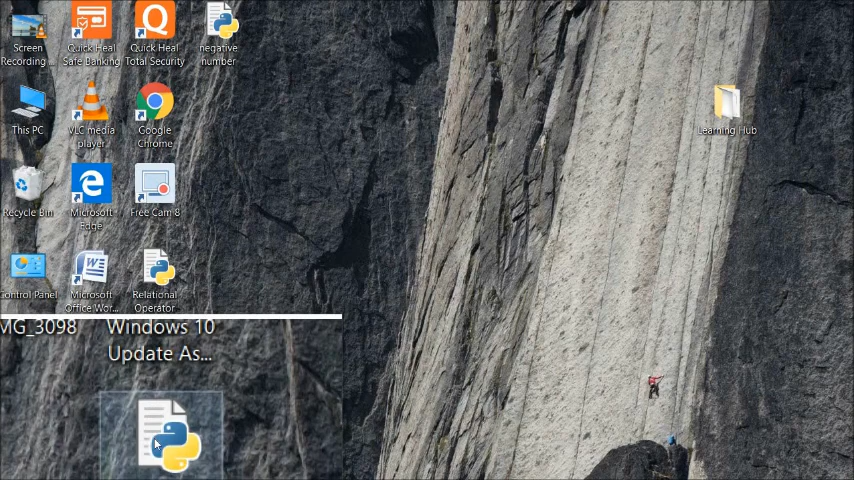 Screen
Recording ...
Quick Heal
Safe Banking
Quick Heal
Total Security
negative
number
This PC
VLC media
player
Google
Chrome
Learning Hub
Recycle Bin
Microsoft
Edge
Free Cam 8
Control Panel
Microsoft
Office Wor...
Relational
Operator
MG_3098
Windows 10
Update As...